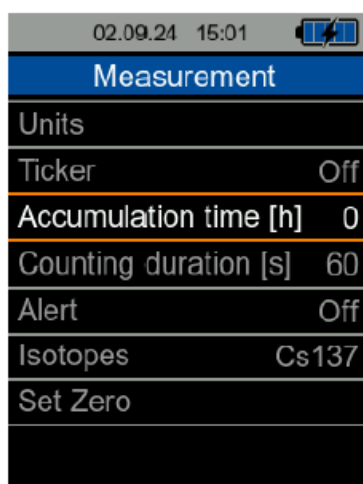 02.09.24 15:01
Measurement
Units
Ticker Off
Accumulation time [h] 0
Counting duration [s] 60
Alert Off
Isotopes Cs137
Set Zero